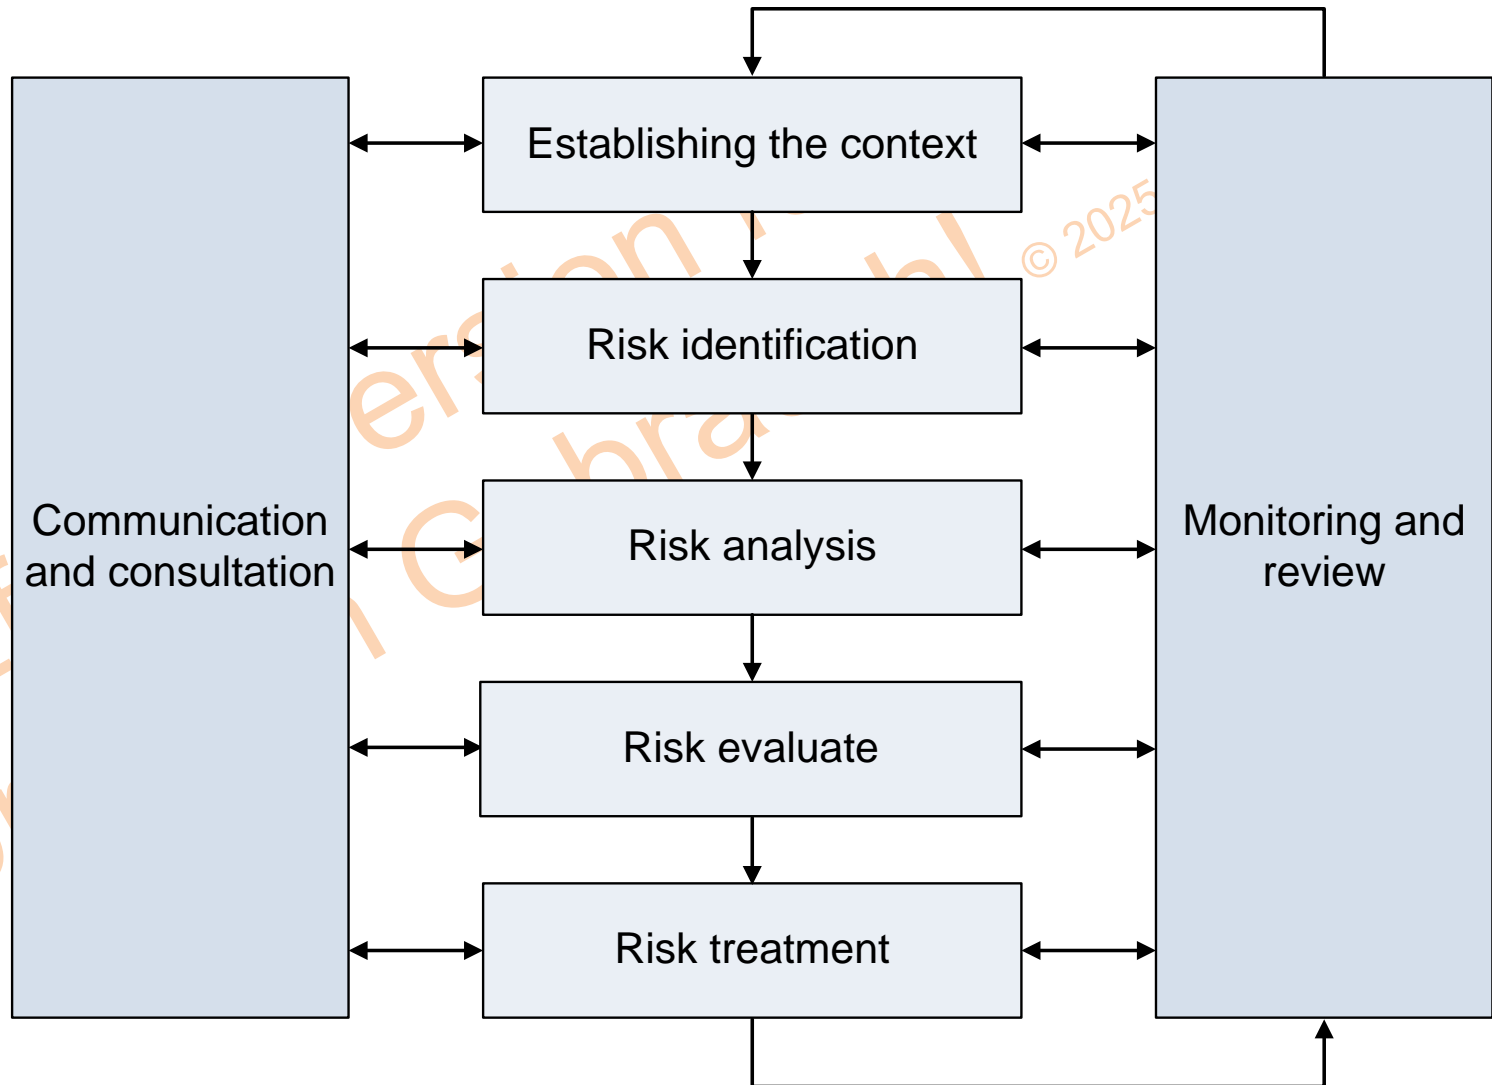 Establishing the context
© 2025
Risk identification
Communication
and consultation
Risk analysis
Monitoring and
review
Risk evaluate
Risk treatment